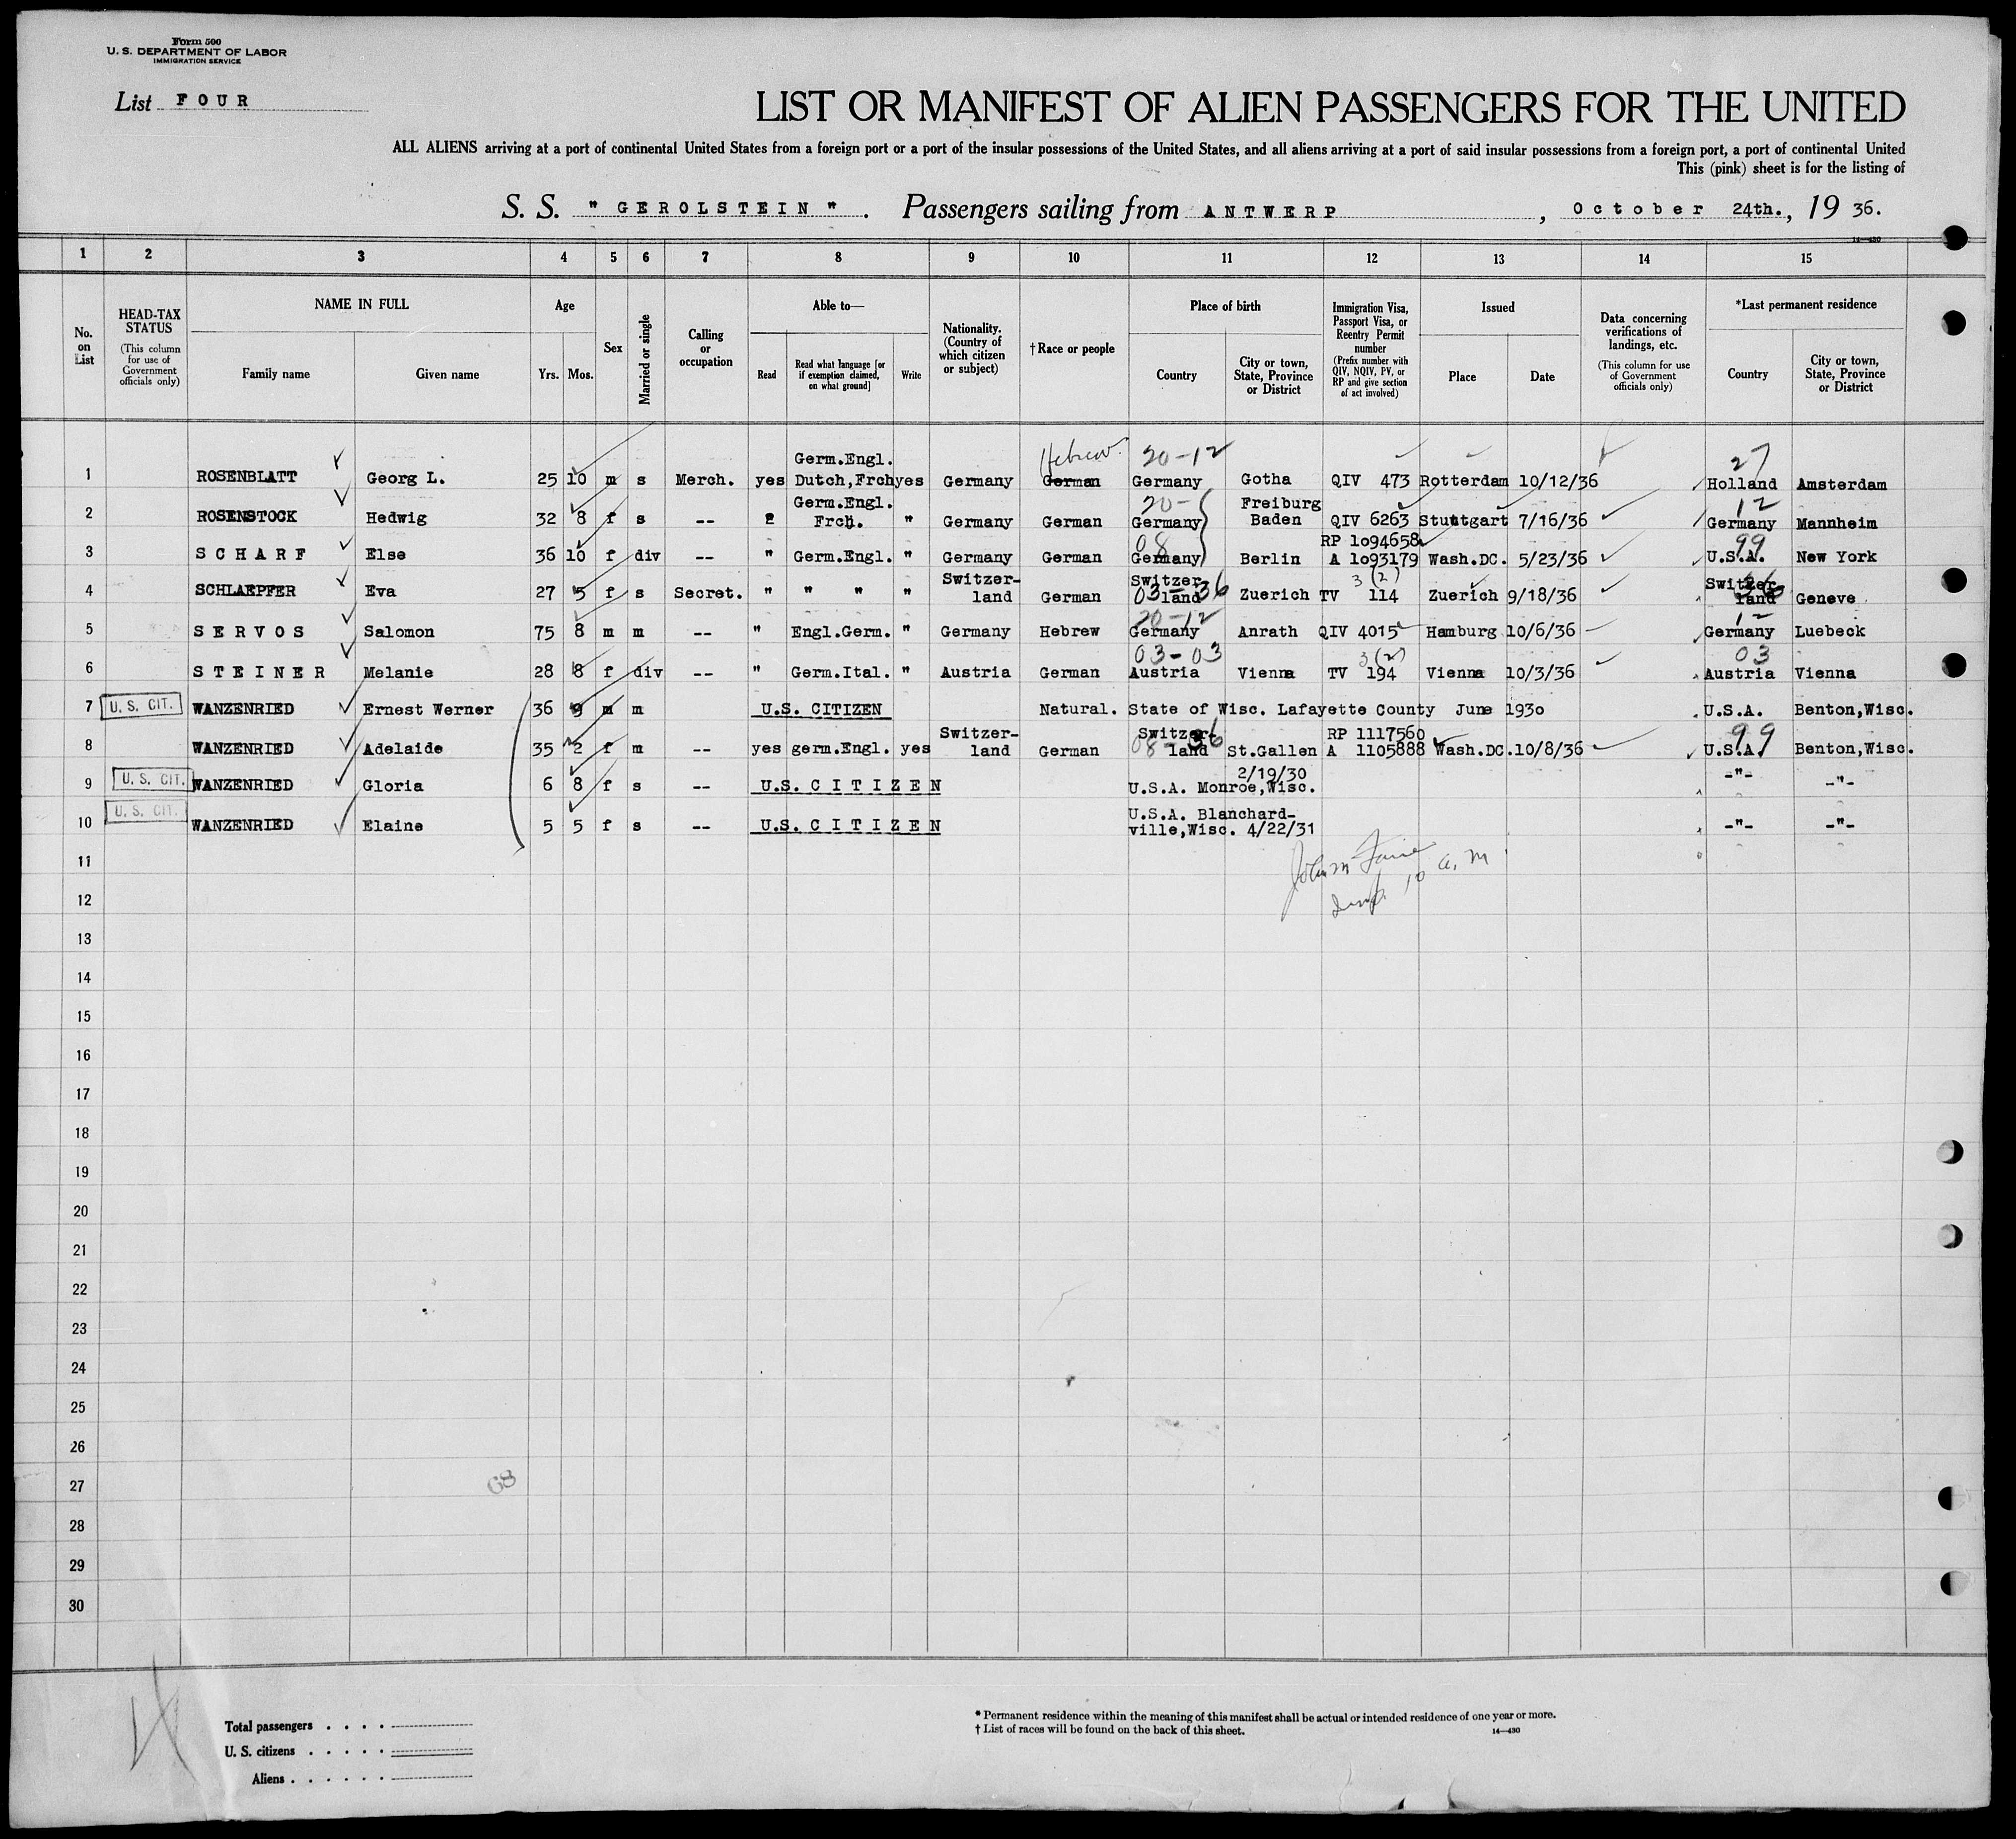 Form 500
U. S. DEPARTMENT OF LABOR
IMMIGRATION SERVICE
List FOUR
LIST OR MANIFEST OF ALIEN PASSENGERS FOR THE UNITED
ALL ALIENS arriving at a port of continental United States from a foreign port or a port of the insular possessions of the United States, and all aliens arriving at a port of said insular possessions from a foreign port, a port of continental United
This (pink) sheet is for the listing of
S. S. "GEROLSTEIN". Passengers sailing from ANTWERP, October 24th., 19 36.
14—430
1 2 3 4 5 6 7 8 9 10 11 12 13 14 15
No. on List
HEAD-TAX STATUS
(This column for use of Government officials only)
NAME IN FULL
Family name Given name
Age
Yrs. Mos.
Sex
Married or single
Calling or occupation
Able to—
Read
Read what language [or if exemption claimed, on what ground]
Write
Nationality. (Country of which citizen or subject)
†Race or people
Place of birth
Country
City or town, State, Province or District
Immigration Visa, Passport Visa, or Reentry Permit number
(Prefix number with QIV, NQIV, PV, or RP and give section of act involved)
Issued
Place Date
Data concerning verifications of landings, etc.
(This column for use of Government officials only)
*Last permanent residence
Country
City or town, State, Province or District
Germ.Engl. Hebrew 20-12 27
1 ROSENBLATT Georg L. 25 10 m s Merch. yes Dutch,Frch yes Germany German Germany Gotha QIV 473 Rotterdam 10/12/36 Holland Amsterdam
Germ.Engl. 20- Freiburg 12
2 ROSENSTOCK Hedwig 32 8 f s -- " Frch. " Germany German Germany Baden QIV 6263 Stuttgart 7/16/36 Germany Mannheim
08 RP 1o94658 99
3 SCHARF Else 36 10 f div -- " Germ.Engl. " Germany German Germany Berlin A 1o93179 Wash.DC. 5/23/36 U.S.A. New York
Switzer- Switzer 3(2) Switzer
4 SCHLAEPFER Eva 27 5 f s Secret. " " " " land German 03-36 land Zuerich TV 114 Zuerich 9/18/36 36 land Geneve
20-12 12
5 SERVOS Salomon 75 8 m m -- " Engl.Germ. " Germany Hebrew Germany Anrath QIV 4015 Hamburg 10/6/36 Germany Luebeck
03-03 3(2) 03
6 STEINER Melanie 28 8 f div -- " Germ.Ital. " Austria German Austria Vienna TV 194 Vienna 10/3/36 Austria Vienna
7 U. S. CIT. WANZENRIED Ernest Werner 36 9 m m U.S. CITIZEN Natural. State of Wisc. Lafayette County June 193o U.S.A. Benton,Wisc.
Switzer- Switzer- RP 111756o 99
8 WANZENRIED Adelaide 35 2 f m -- yes germ.Engl. yes land German 08-36 land St.Gallen A 1105888 Wash.DC. 10/8/36 U.S.A. Benton,Wisc.
2/19/30
9 U. S. CIT. WANZENRIED Gloria 6 8 f s -- U.S. CITIZEN U.S.A. Monroe,Wisc. -"- -"-
U.S.A. Blanchard-
10 U. S. CIT. WANZENRIED Elaine 5 5 f s -- U.S. CITIZEN ville,Wisc. 4/22/31 -"- -"-
11
10 a.m.
12
13
14
15
16
17
18
19
20
21
22
23
24
25
26
27
68
28
29
30
Total passengers
U. S. citizens
Aliens
* Permanent residence within the meaning of this manifest shall be actual or intended residence of one year or more.
† List of races will be found on the back of this sheet. 14—430